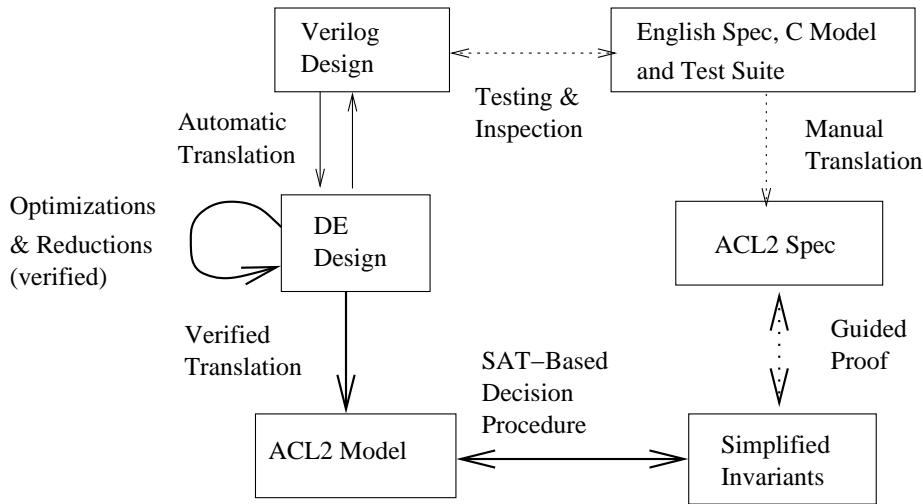 Verilog
Design
English Spec, C Model
and Test Suite
Testing &
Inspection
Automatic
Translation
Manual
Translation
Optimizations
& Reductions
(verified)
DE
Design
ACL2 Spec
Verified
Translation
SAT–Based
Decision
Procedure
Guided
Proof
ACL2 Model
Simplified
Invariants